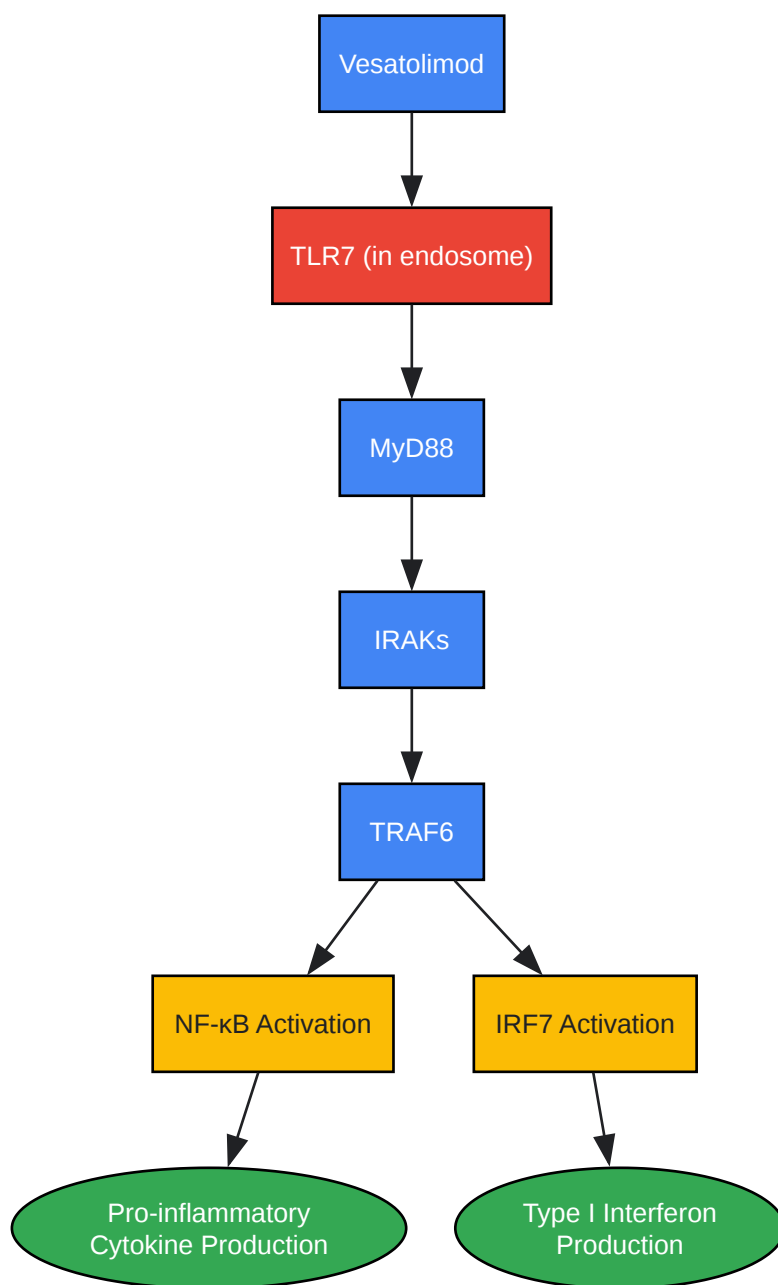 Vesatolimod
TLR7 (in endosome)
MyD88
IRAKs
TRAF6
NF-κB Activation
IRF7 Activation
Pro-inflammatory
Cytokine Production
Type I Interferon
Production